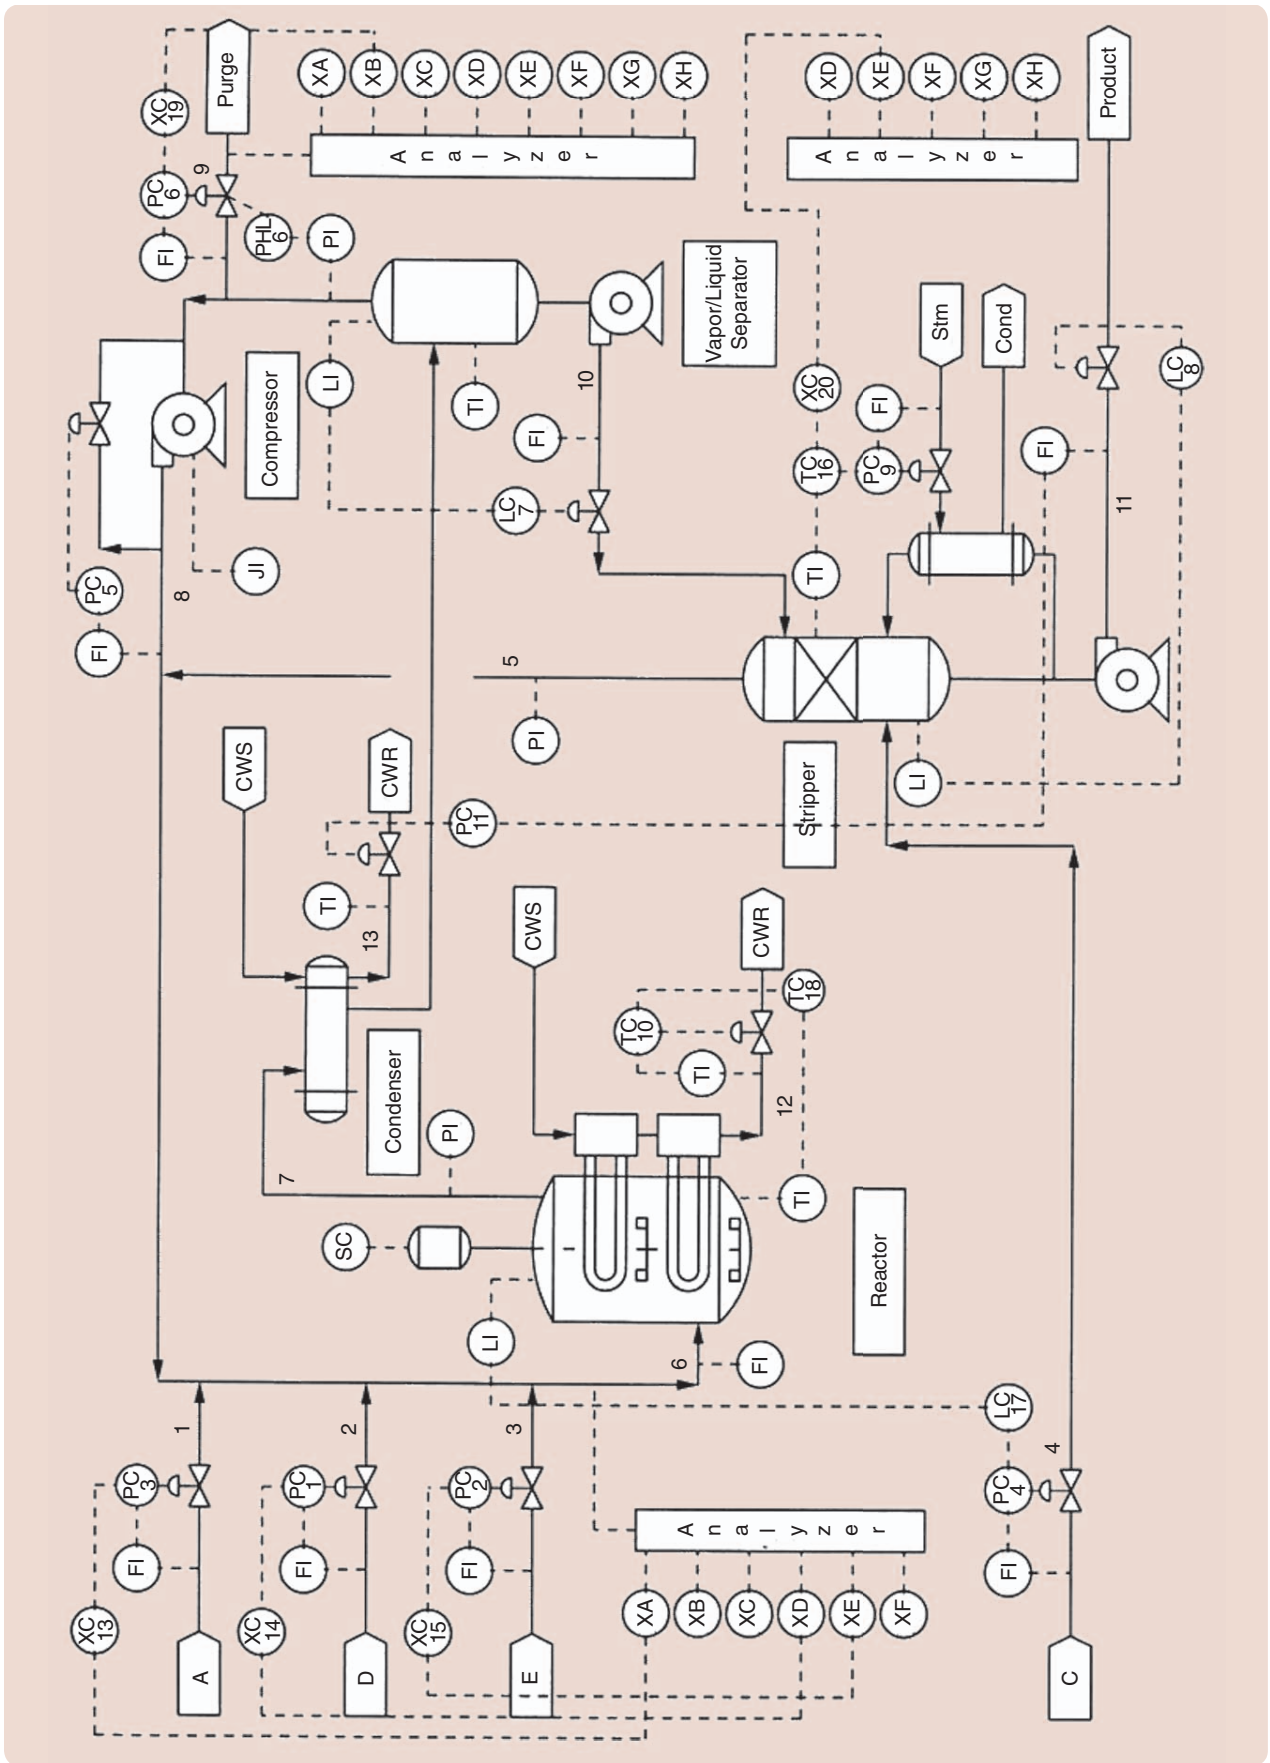 XC
13
FI
PC
3
1
A
XC
14
FI
PC
1
2
D
XC
15
FI
PC
2
3
E
XA
XB
XC
XD
XE
XF
Analyzer
FI
PC
4
LC
17
4
C
LI
6
FI
SC
7
PI
Condenser
Reactor
TI
12
TI
TC
10
TC
18
CWS
CWR
13
TI
CWS
CWR
PC
11
FI
PC
5
8
JI
Compressor
5
PI
Stripper
LI
TI
LI
TI
LC
7
FI
10
Vapor/Liquid
Separator
FI
PC
6
XC
19
9
PHL
6
PI
Purge
Analyzer
XA
XB
XC
XD
XE
XF
XG
XH
TC
16
XC
20
PC
9
FI
Stm
Cond
FI
11
LC
8
Analyzer
XD
XE
XF
XG
XH
Product